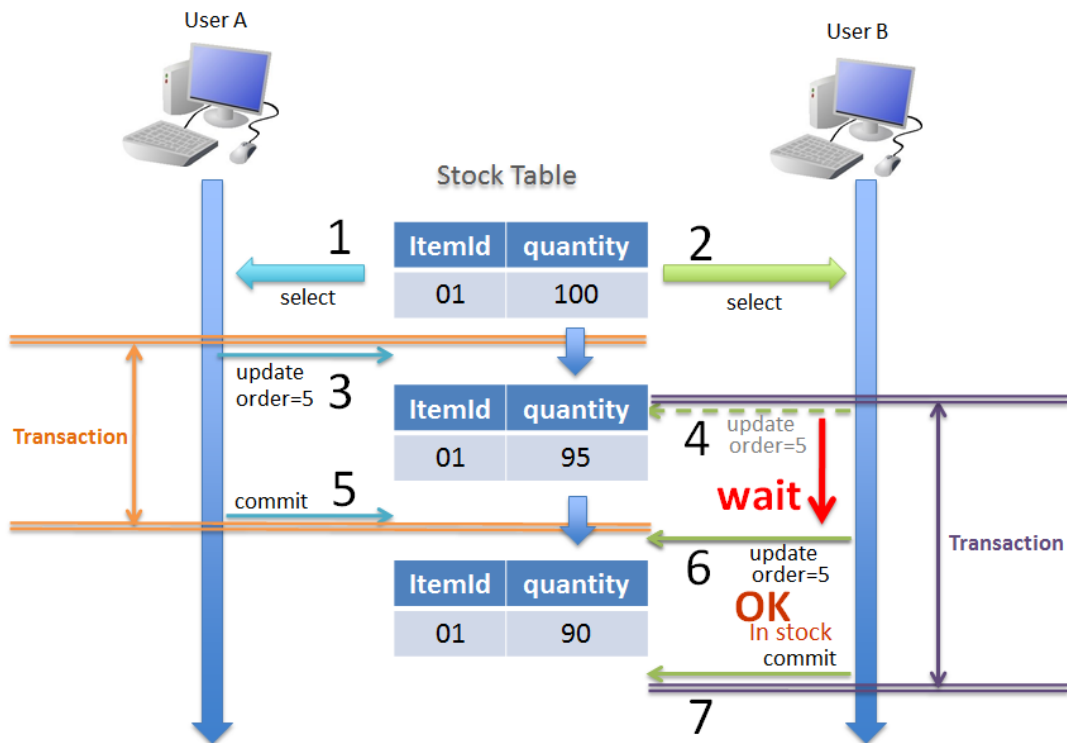 User A
User B
Stock Table
1
ItemId quantity
2
01 100
select
select
update
order=5
3
ItemId quantity
4
update
order=5
Transaction
01 95
wait
commit
5
Transaction
6
update
order=5
ItemId quantity
OK
01 90
In stock
commit
7